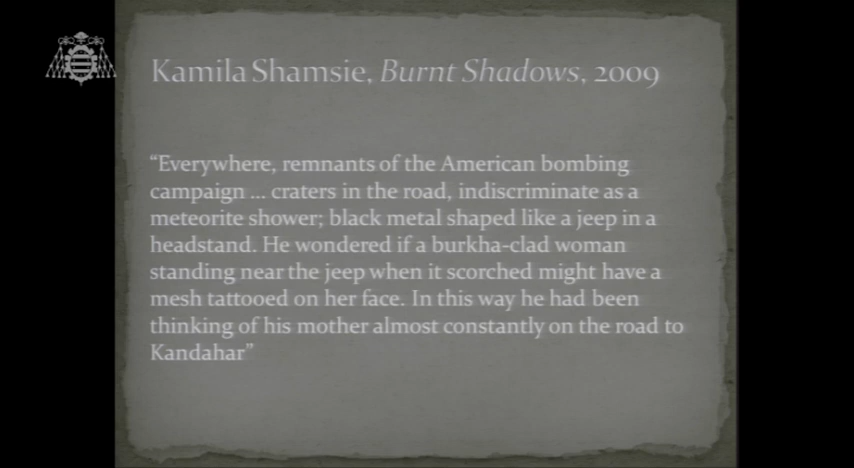 Kamila Shamsie, Burnt Shadows, 2009
“Everywhere, remnants of the American bombing
campaign ... craters in the road, indiscriminate as a
meteorite shower; black metal shaped like a jeep in a
headstand. He wondered if a burkha-clad woman
standing near the jeep when it scorched might have a
mesh tattooed on her face. In this way he had been
thinking of his mother almost constantly on the road to
Kandahar”